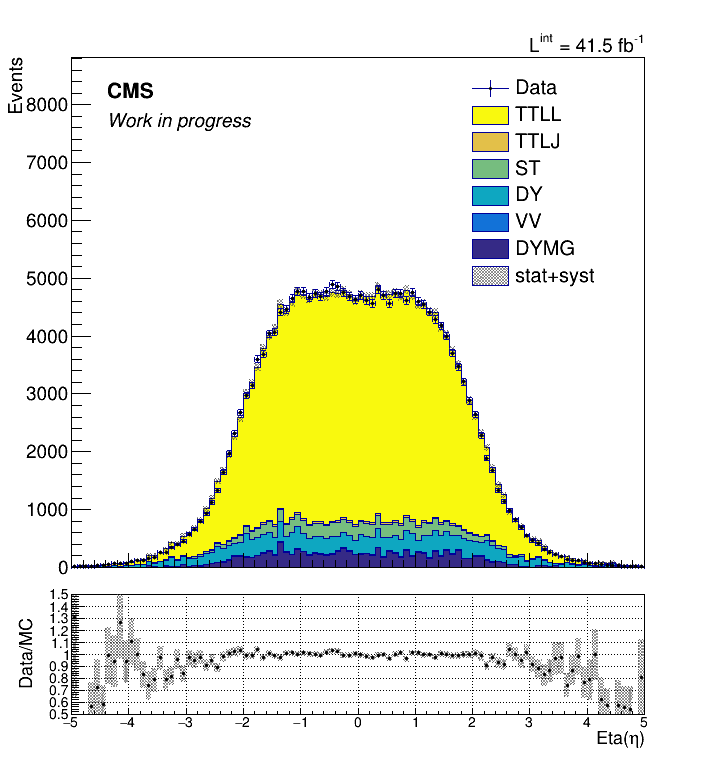 L^int = 41.5 fb^-1
Events
CMS
Work in progress
Data
TTLL
TTLJ
ST
DY
VV
DYMG
stat+syst
8000
7000
6000
5000
4000
3000
2000
1000
0
Data/MC
1.5
1.4
1.3
1.2
1.1
1
0.9
0.8
0.7
0.6
0.5
−5 −4 −3 −2 −1 0 1 2 3 4 5
Eta(η)